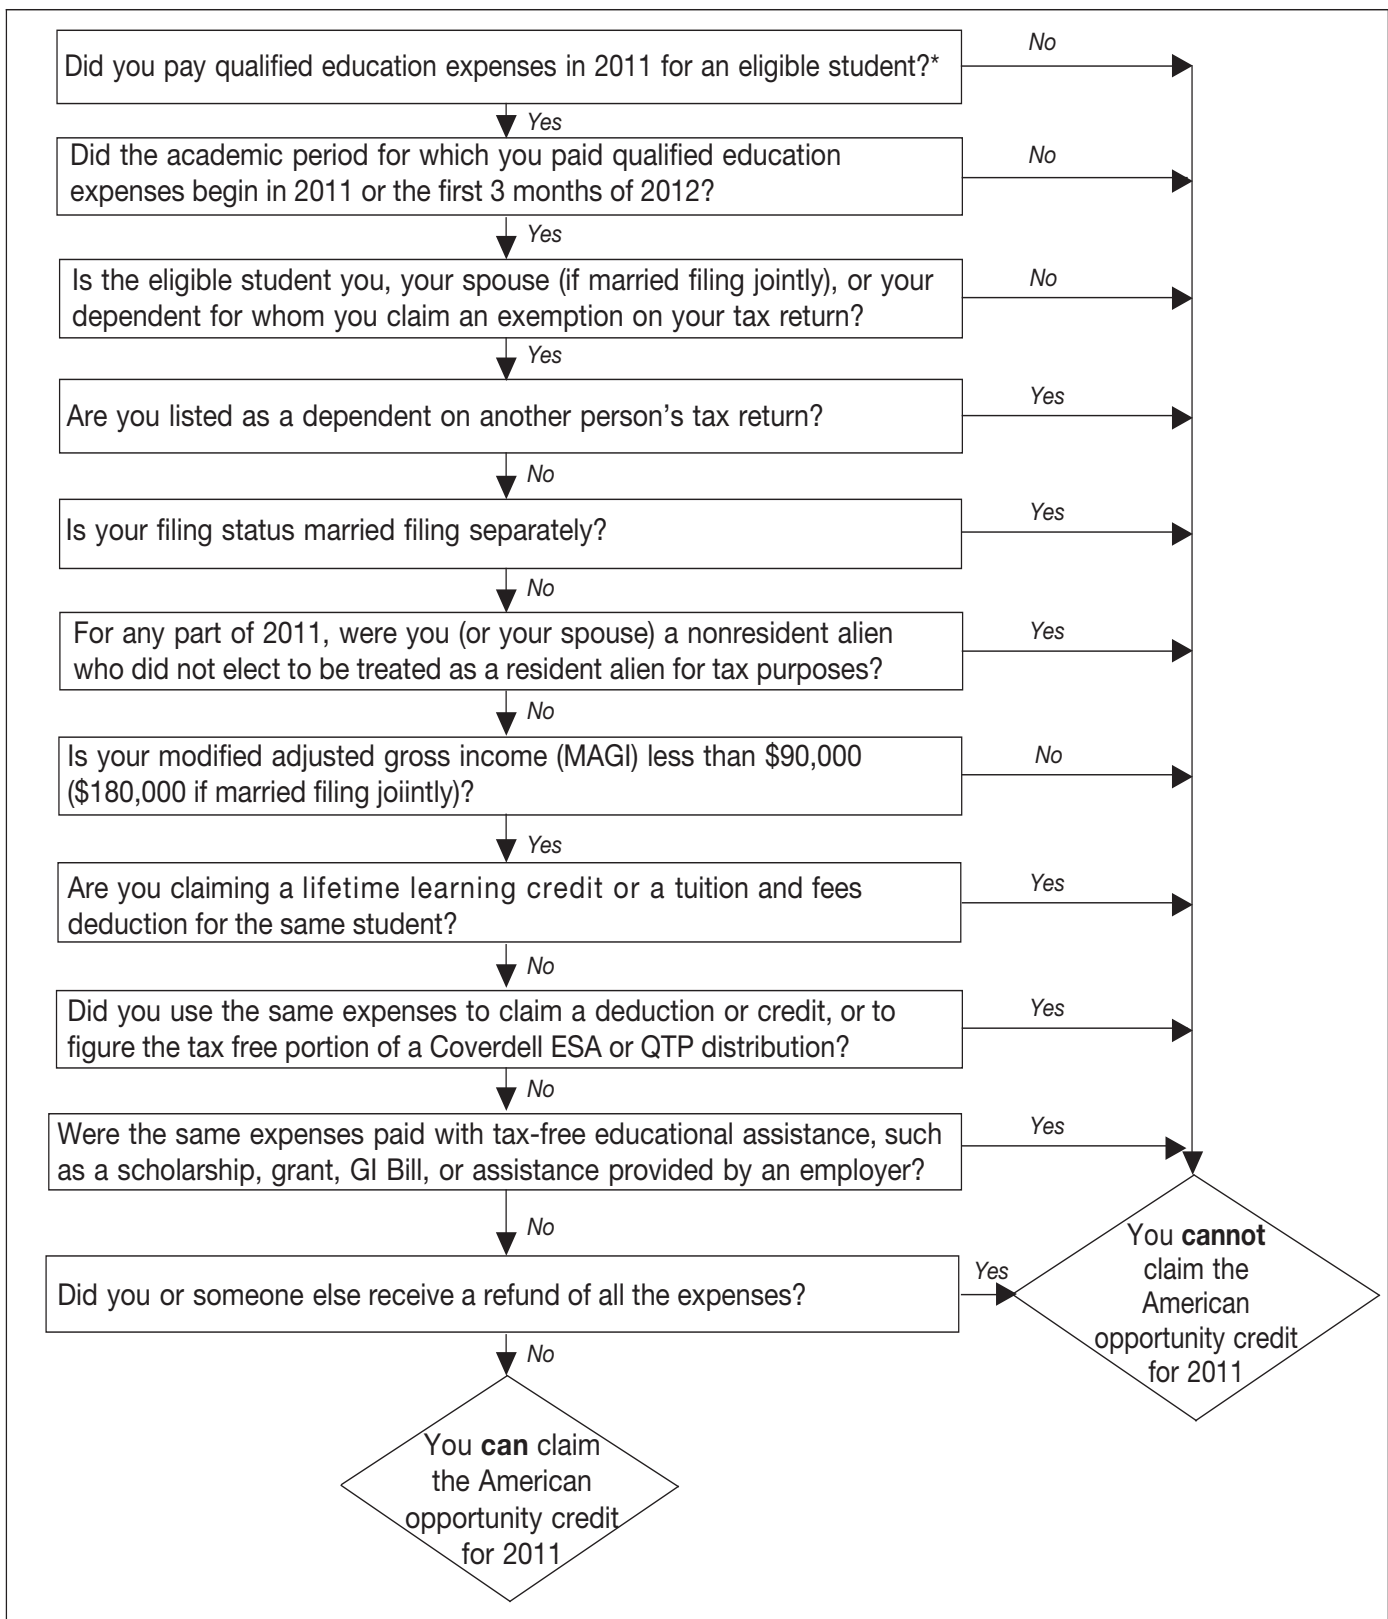 Did you pay qualified education expenses in 2011 for an eligible student?*
No
Yes
Did the academic period for which you paid qualified education
expenses begin in 2011 or the first 3 months of 2012?
No
Yes
Is the eligible student you, your spouse (if married filing jointly), or your
dependent for whom you claim an exemption on your tax return?
No
Yes
Are you listed as a dependent on another person's tax return?
Yes
No
Is your filing status married filing separately?
Yes
No
For any part of 2011, were you (or your spouse) a nonresident alien
who did not elect to be treated as a resident alien for tax purposes?
Yes
No
Is your modified adjusted gross income (MAGI) less than $90,000
($180,000 if married filing joiintly)?
No
Yes
Are you claiming a lifetime learning credit or a tuition and fees
deduction for the same student?
Yes
No
Did you use the same expenses to claim a deduction or credit, or to
figure the tax free portion of a Coverdell ESA or QTP distribution?
Yes
No
Were the same expenses paid with tax-free educational assistance, such
as a scholarship, grant, GI Bill, or assistance provided by an employer?
Yes
No
Did you or someone else receive a refund of all the expenses?
Yes
You cannot
claim the
American
opportunity credit
for 2011
No
You can claim
the American
opportunity credit
for 2011